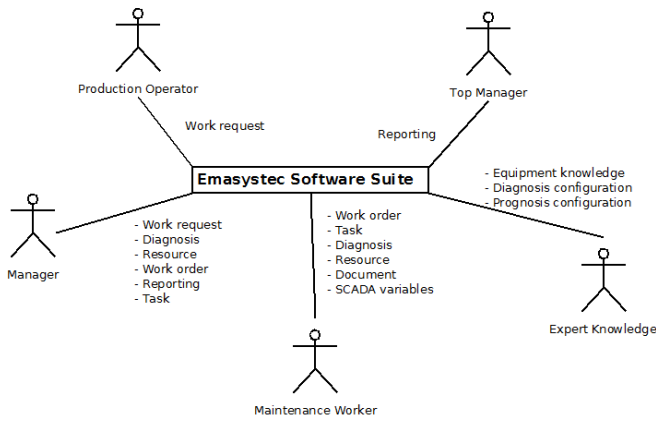 Production Operator
Top Manager
Work request
Reporting
Emasystec Software Suite
- Equipment knowledge
- Diagnosis configuration
- Prognosis configuration
Manager
- Work request
- Diagnosis
- Resource
- Work order
- Reporting
- Task
- Work order
- Task
- Diagnosis
- Resource
- Document
- SCADA variables
Expert Knowledge
Maintenance Worker